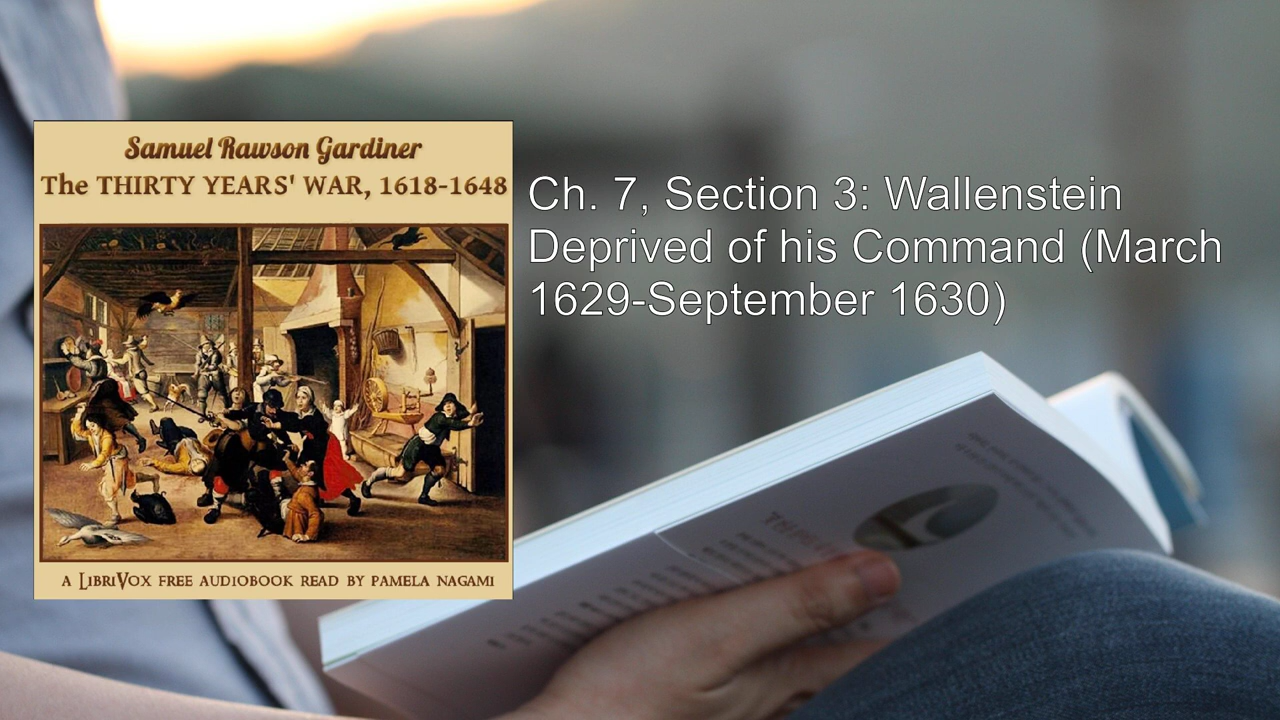 Samuel Rawson Gardiner
The THIRTY YEARS' WAR, 1618-1648
A LIBRIVOX FREE AUDIOBOOK READ BY PAMELA NAGAMI
Ch. 7, Section 3: Wallenstein
Deprived of his Command (March
1629-September 1630)